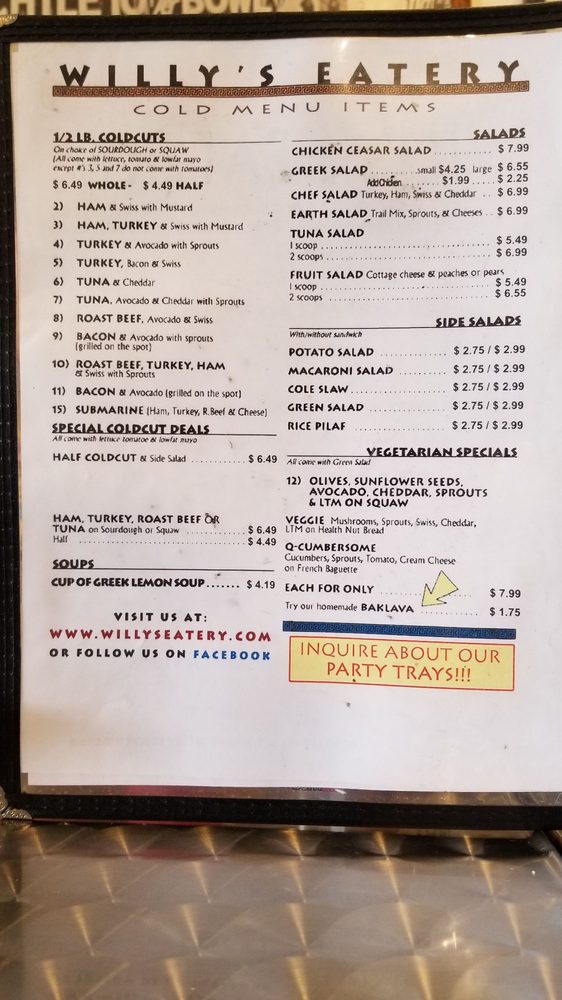 WILLY'S EATERY
COLD MENU ITEMS
1/2 LB. COLDCUTS
On choice of SOURDOUGH or SQUAW
(All come with lettuce, tomato & lowfat mayo
except #'s 3, 5 and 7 do not come with tomatoes)
$ 6.49 WHOLE - $ 4.49 HALF
2) HAM & Swiss with Mustard
3) HAM, TURKEY & Swiss with Mustard
4) TURKEY & Avocado with Sprouts
5) TURKEY, Bacon & Swiss
6) TUNA & Cheddar
7) TUNA, Avocado & Cheddar with Sprouts
8) ROAST BEEF, Avocado & Swiss
9) BACON & Avocado with sprouts
(grilled on the spot)
10) ROAST BEEF, TURKEY, HAM
& Swiss with Sprouts
11) BACON & Avocado (grilled on the spot)
15) SUBMARINE (Ham, Turkey, R.Beef & Cheese)
SPECIAL COLDCUT DEALS
All come with lettuce tomatoe & lowfat mayo
HALF COLDCUT & Side Salad ............ $ 6.49
HAM, TURKEY, ROAST BEEF OR
TUNA on Sourdough or Squaw ............ $ 6.49
Half ............ $ 4.49
SOUPS
CUP OF GREEK LEMON SOUP....... $ 4.19
VISIT US AT:
WWW.WILLYSEATERY.COM
OR FOLLOW US ON FACEBOOK
SALADS
CHICKEN CEASAR SALAD ............ $ 7.99
GREEK SALAD ..........small $4.25 large $ 6.55
Add Chicken ........ $1.99 ..... $ 2.25
CHEF SALAD Turkey, Ham, Swiss & Cheddar .. $ 6.99
EARTH SALAD Trail Mix, Sprouts, & Cheeses .. $ 6.99
TUNA SALAD
1 scoop ............ $ 5.49
2 scoops ............ $ 6.99
FRUIT SALAD Cottage cheese & peaches or pears
1 scoop ............ $ 5.49
2 scoops ............ $ 6.55
SIDE SALADS
With/without sandwich
POTATO SALAD ............ $ 2.75 / $ 2.99
MACARONI SALAD ............ $ 2.75 / $ 2.99
COLE SLAW ............ $ 2.75 / $ 2.99
GREEN SALAD ............ $ 2.75 / $ 2.99
RICE PILAF ............ $ 2.75 / $ 2.99
VEGETARIAN SPECIALS
All come with Green Salad
12) OLIVES, SUNFLOWER SEEDS,
AVOCADO, CHEDDAR, SPROUTS
& LTM ON SQUAW
VEGGIE Mushrooms, Sprouts, Swiss, Cheddar,
LTM on Health Nut Bread
Q-CUMBERSOME
Cucumbers, Sprouts, Tomato, Cream Cheese
on French Baguette
EACH FOR ONLY ............ $ 7.99
Try our homemade BAKLAVA ............ $ 1.75
INQUIRE ABOUT OUR
PARTY TRAYS!!!